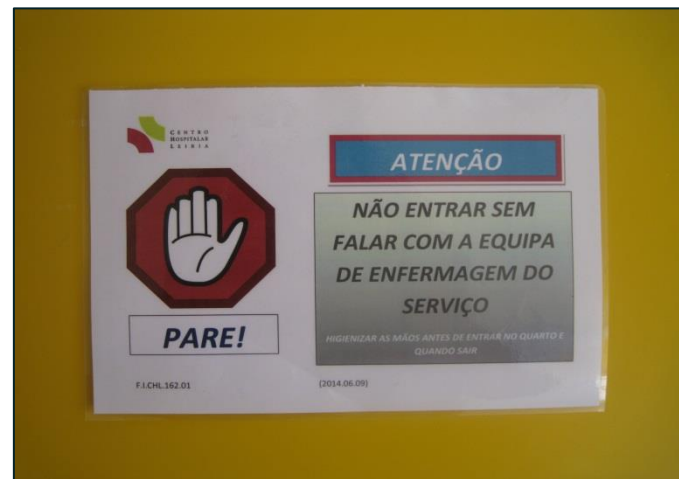 CENTRO
HOSPITALAR
LEIRIA
PARE!
F.I.CHL.162.01
ATENÇÃO
NÃO ENTRAR SEM
FALAR COM A EQUIPA
DE ENFERMAGEM DO
SERVIÇO
HIGIENIZAR AS MÃOS ANTES DE ENTRAR NO QUARTO E
QUANDO SAIR
(2014.06.09)